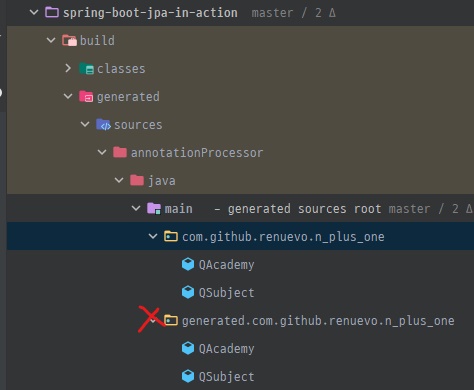 spring-boot-jpa-in-action master / 2 Δ
build
classes
generated
sources
annotationProcessor
java
main – generated sources root master / 2 Δ
com.github.renuevo.n_plus_one
QAcademy
QSubject
generated.com.github.renuevo.n_plus_one
QAcademy
QSubject